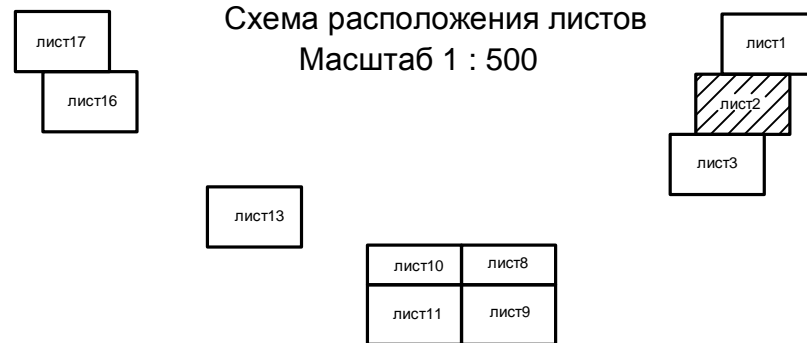 Схема расположения листов
Масштаб 1 : 500
лист17
лист1
лист16
лист2
лист3
лист13
лист10
лист8
лист11
лист9